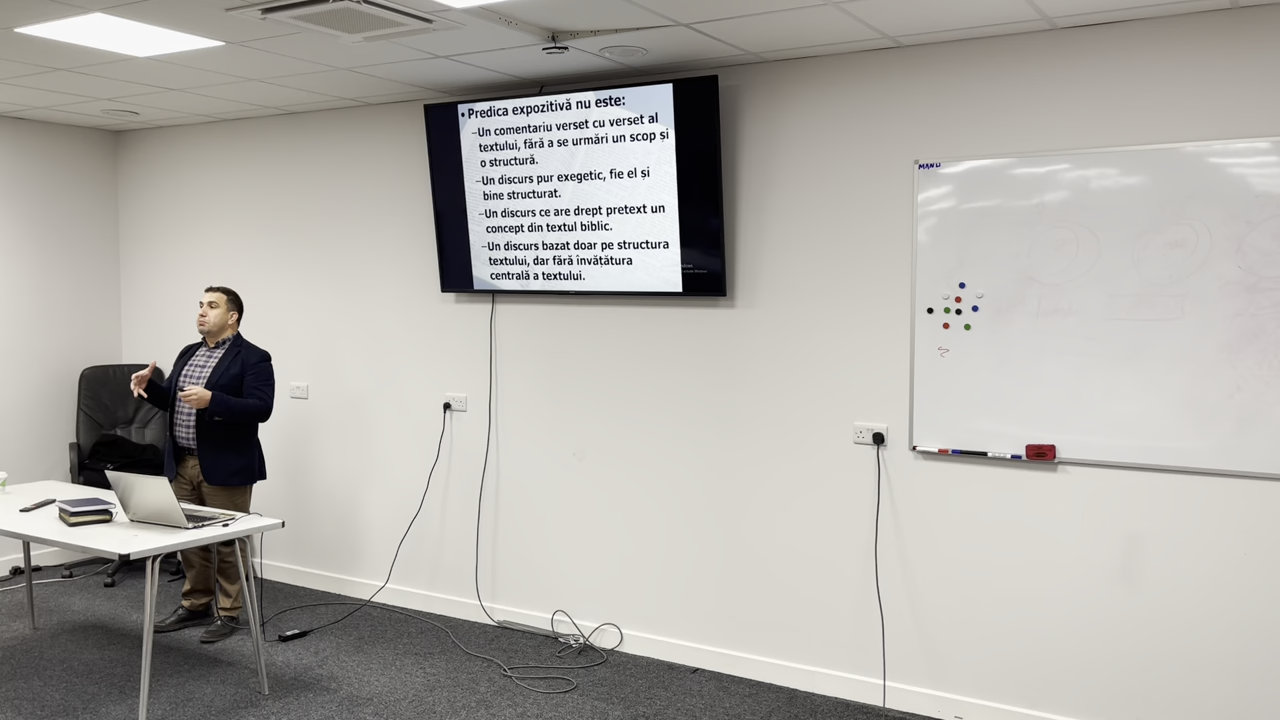 • Predica expozitivă nu este:
–Un comentariu verset cu verset al
textului, fără a se urmări un scop și
o structură.
–Un discurs pur exegetic, fie el și
bine structurat.
–Un discurs ce are drept pretext un
concept din textul biblic.
–Un discurs bazat doar pe structura
textului, dar fără învățătura
centrală a textului.